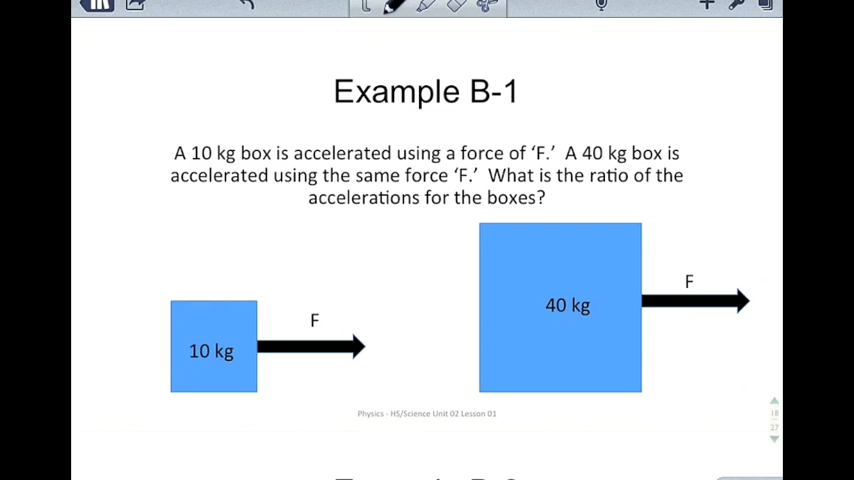 Example B-1
A 10 kg box is accelerated using a force of ‘F.’ A 40 kg box is
accelerated using the same force ‘F.’ What is the ratio of the
accelerations for the boxes?
F
40 kg
F
10 kg
Physics - HS/Science Unit 02 Lesson 01
18
27